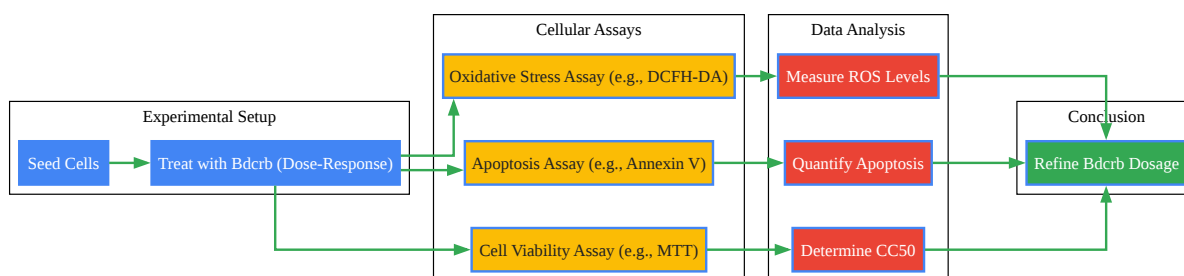 Experimental Setup
Seed Cells
Treat with Bdcrb (Dose-Response)
Cellular Assays
Oxidative Stress Assay (e.g., DCFH-DA)
Apoptosis Assay (e.g., Annexin V)
Cell Viability Assay (e.g., MTT)
Data Analysis
Measure ROS Levels
Quantify Apoptosis
Determine CC50
Conclusion
Refine Bdcrb Dosage